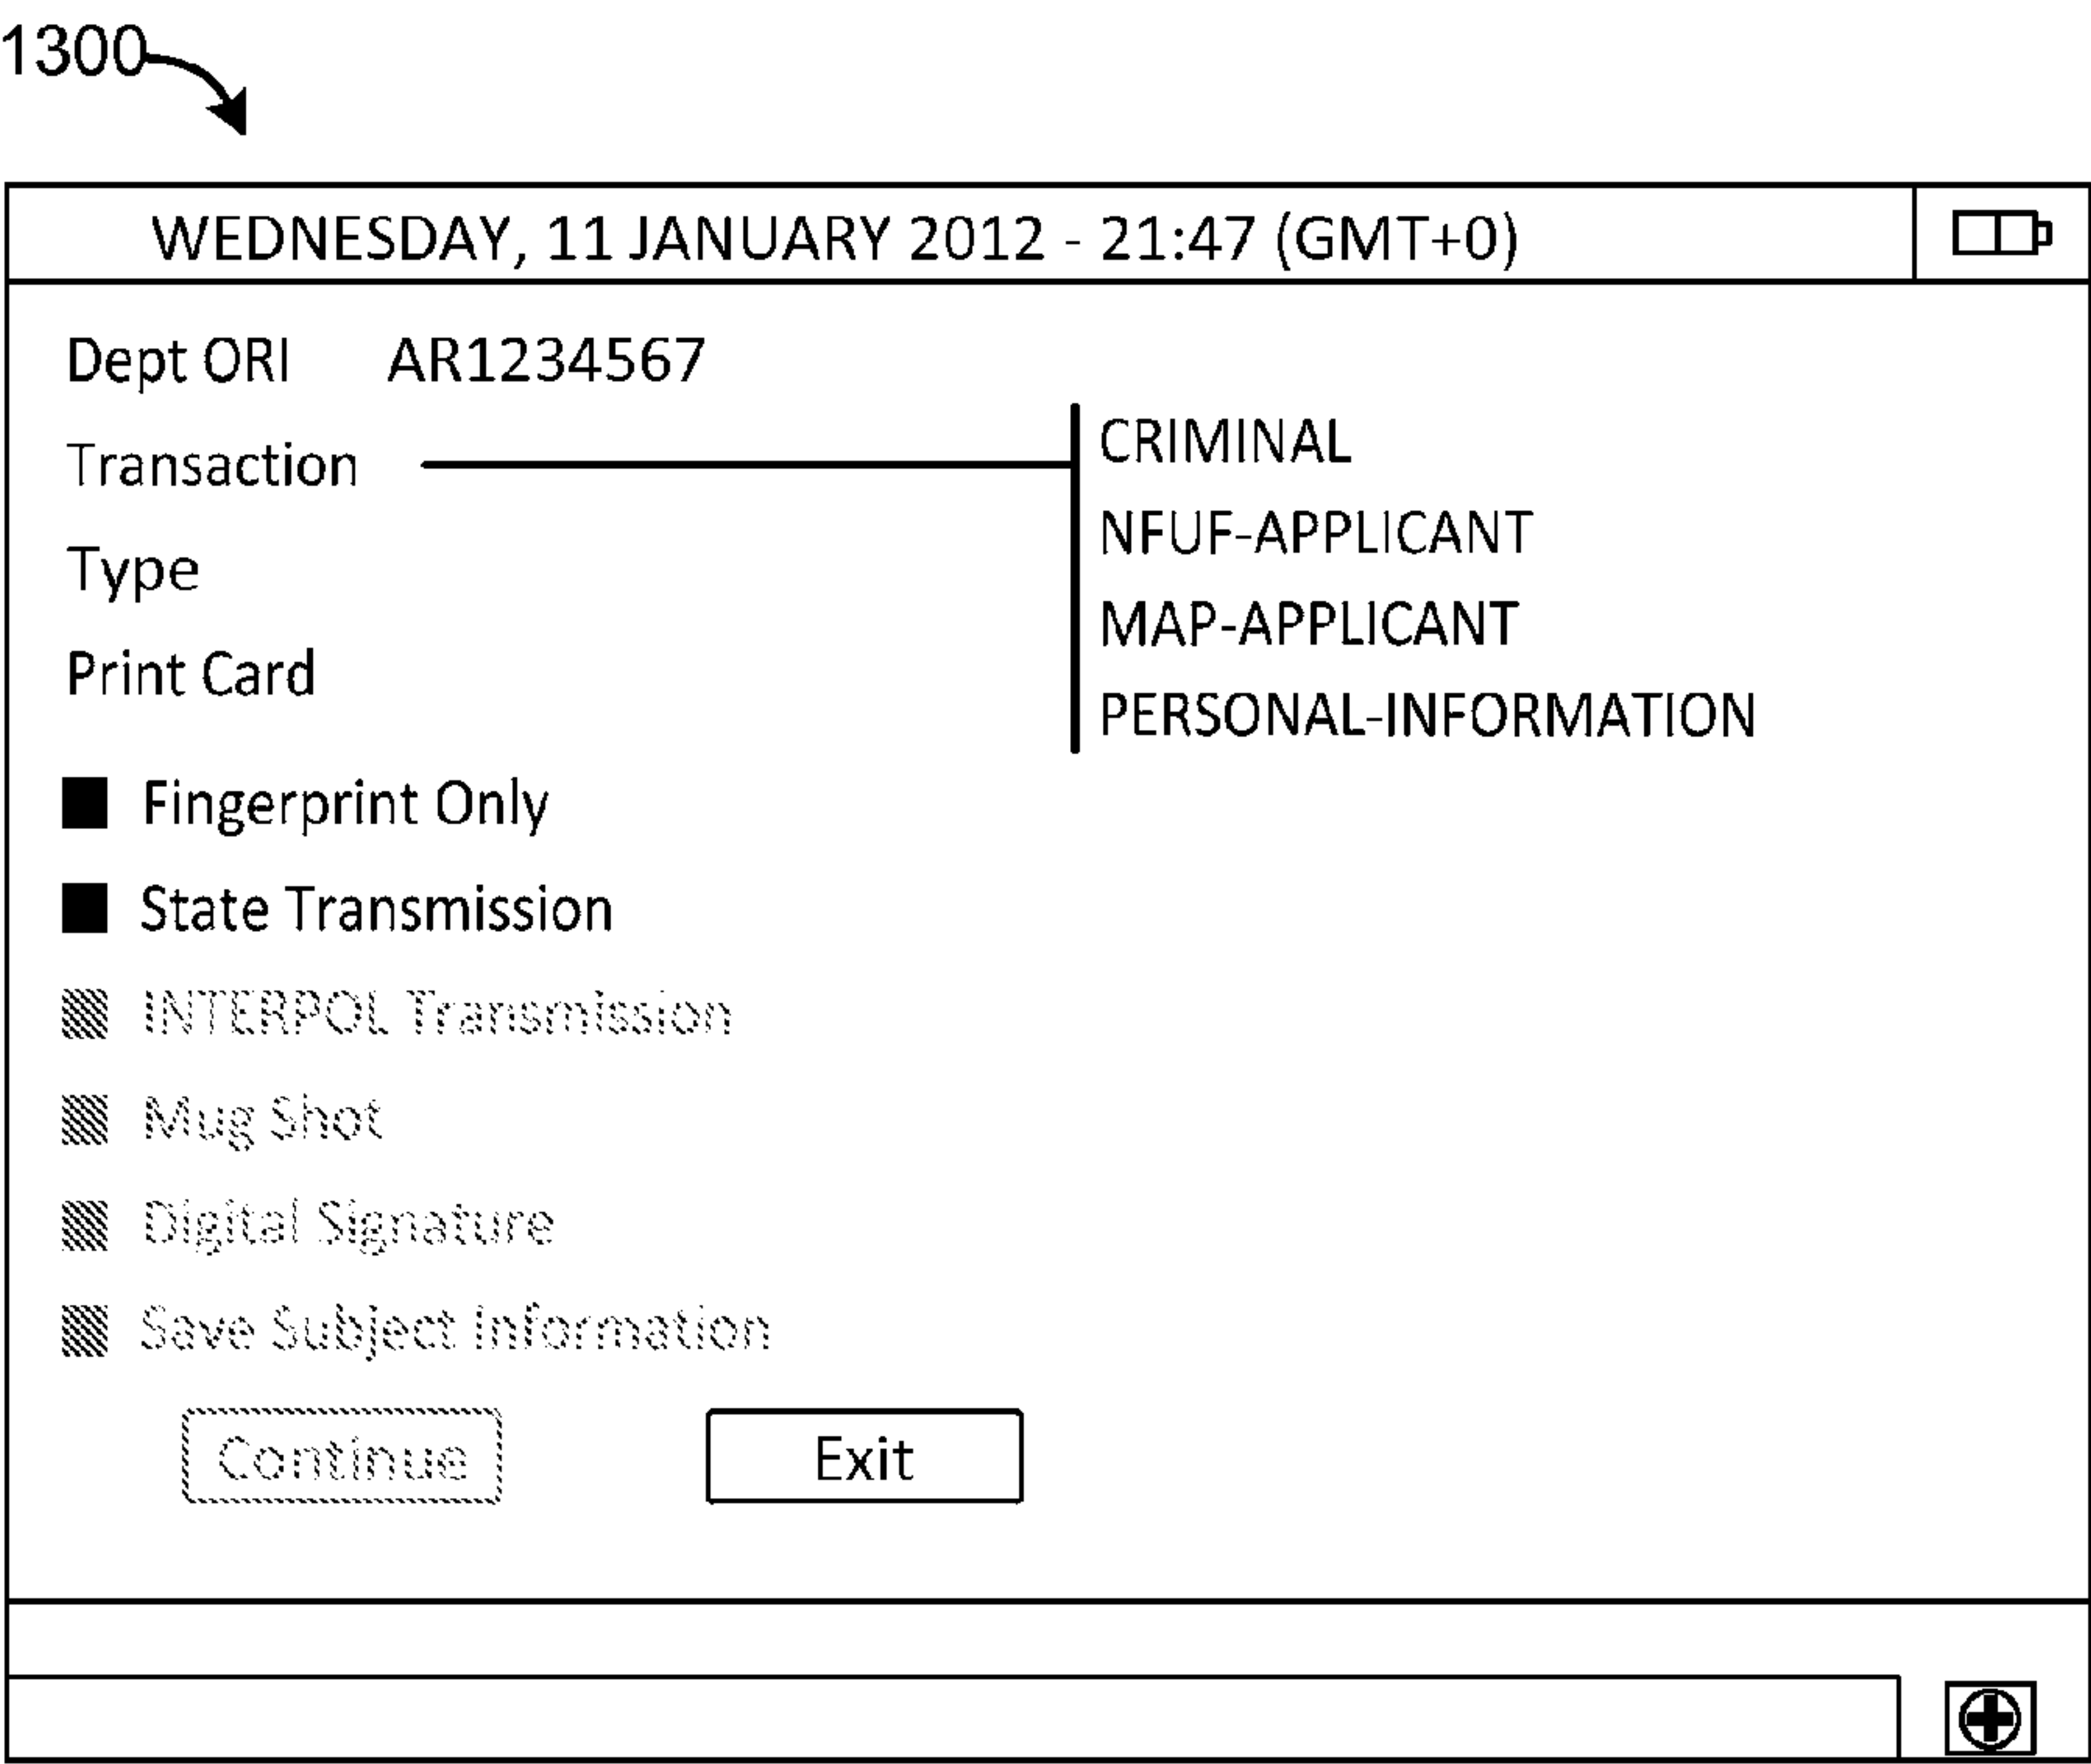 1300
WEDNESDAY, 11 JANUARY 2012 - 21:47 (GMT+0)
Dept ORI AR1234567
Transaction
CRIMINAL
NFUF-APPLICANT
MAP-APPLICANT
PERSONAL-INFORMATION
Type
Print Card
Fingerprint Only
State Transmission
INTERPOL Transmission
Mug Shot
Digital Signature
Save Subject Information
Continue Exit